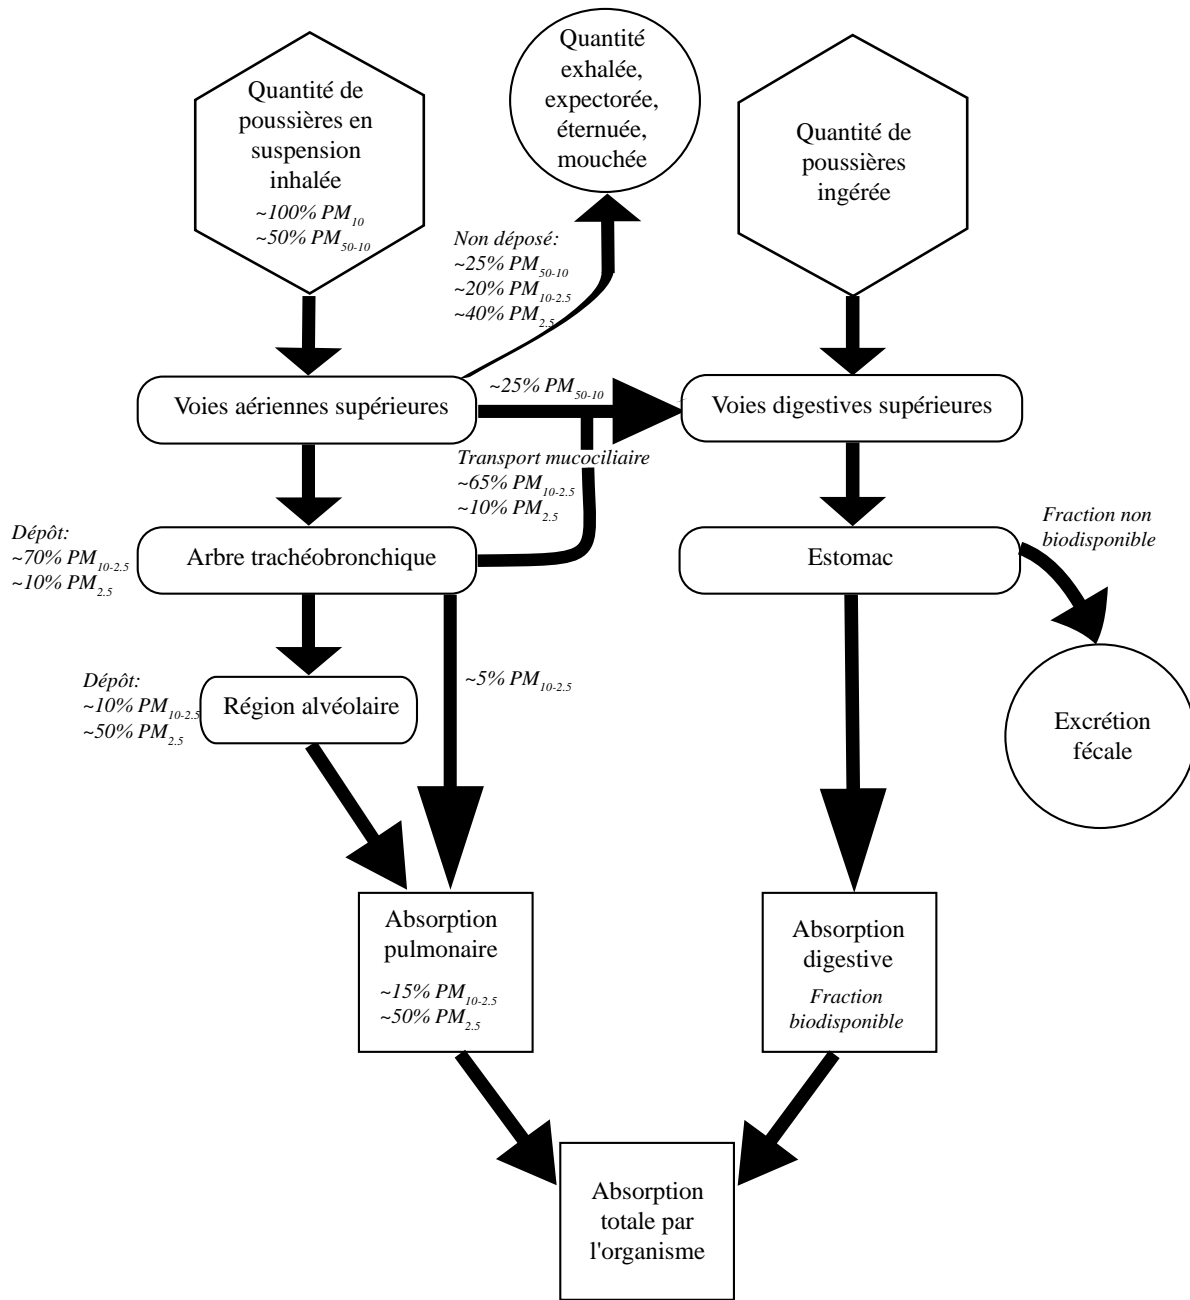 Quantité de
poussières en
suspension
inhalée
~100% PM10
~50% PM50-10
Quantité
exhalée,
expectorée,
éternuée,
mouchée
Quantité de
poussières
ingérée
Non déposé:
~25% PM50-10
~20% PM10-2.5
~40% PM2.5
Voies aériennes supérieures
~25% PM50-10
Voies digestives supérieures
Transport mucociliaire
~65% PM10-2.5
~10% PM2.5
Dépôt:
~70% PM10-2.5
~10% PM2.5
Arbre trachéobronchique
Estomac
Fraction non
biodisponible
Dépôt:
~10% PM10-2.5
~50% PM2.5
Région alvéolaire
~5% PM10-2.5
Excrétion
fécale
Absorption
pulmonaire
~15% PM10-2.5
~50% PM2.5
Absorption
digestive
Fraction
biodisponible
Absorption
totale par
l'organisme